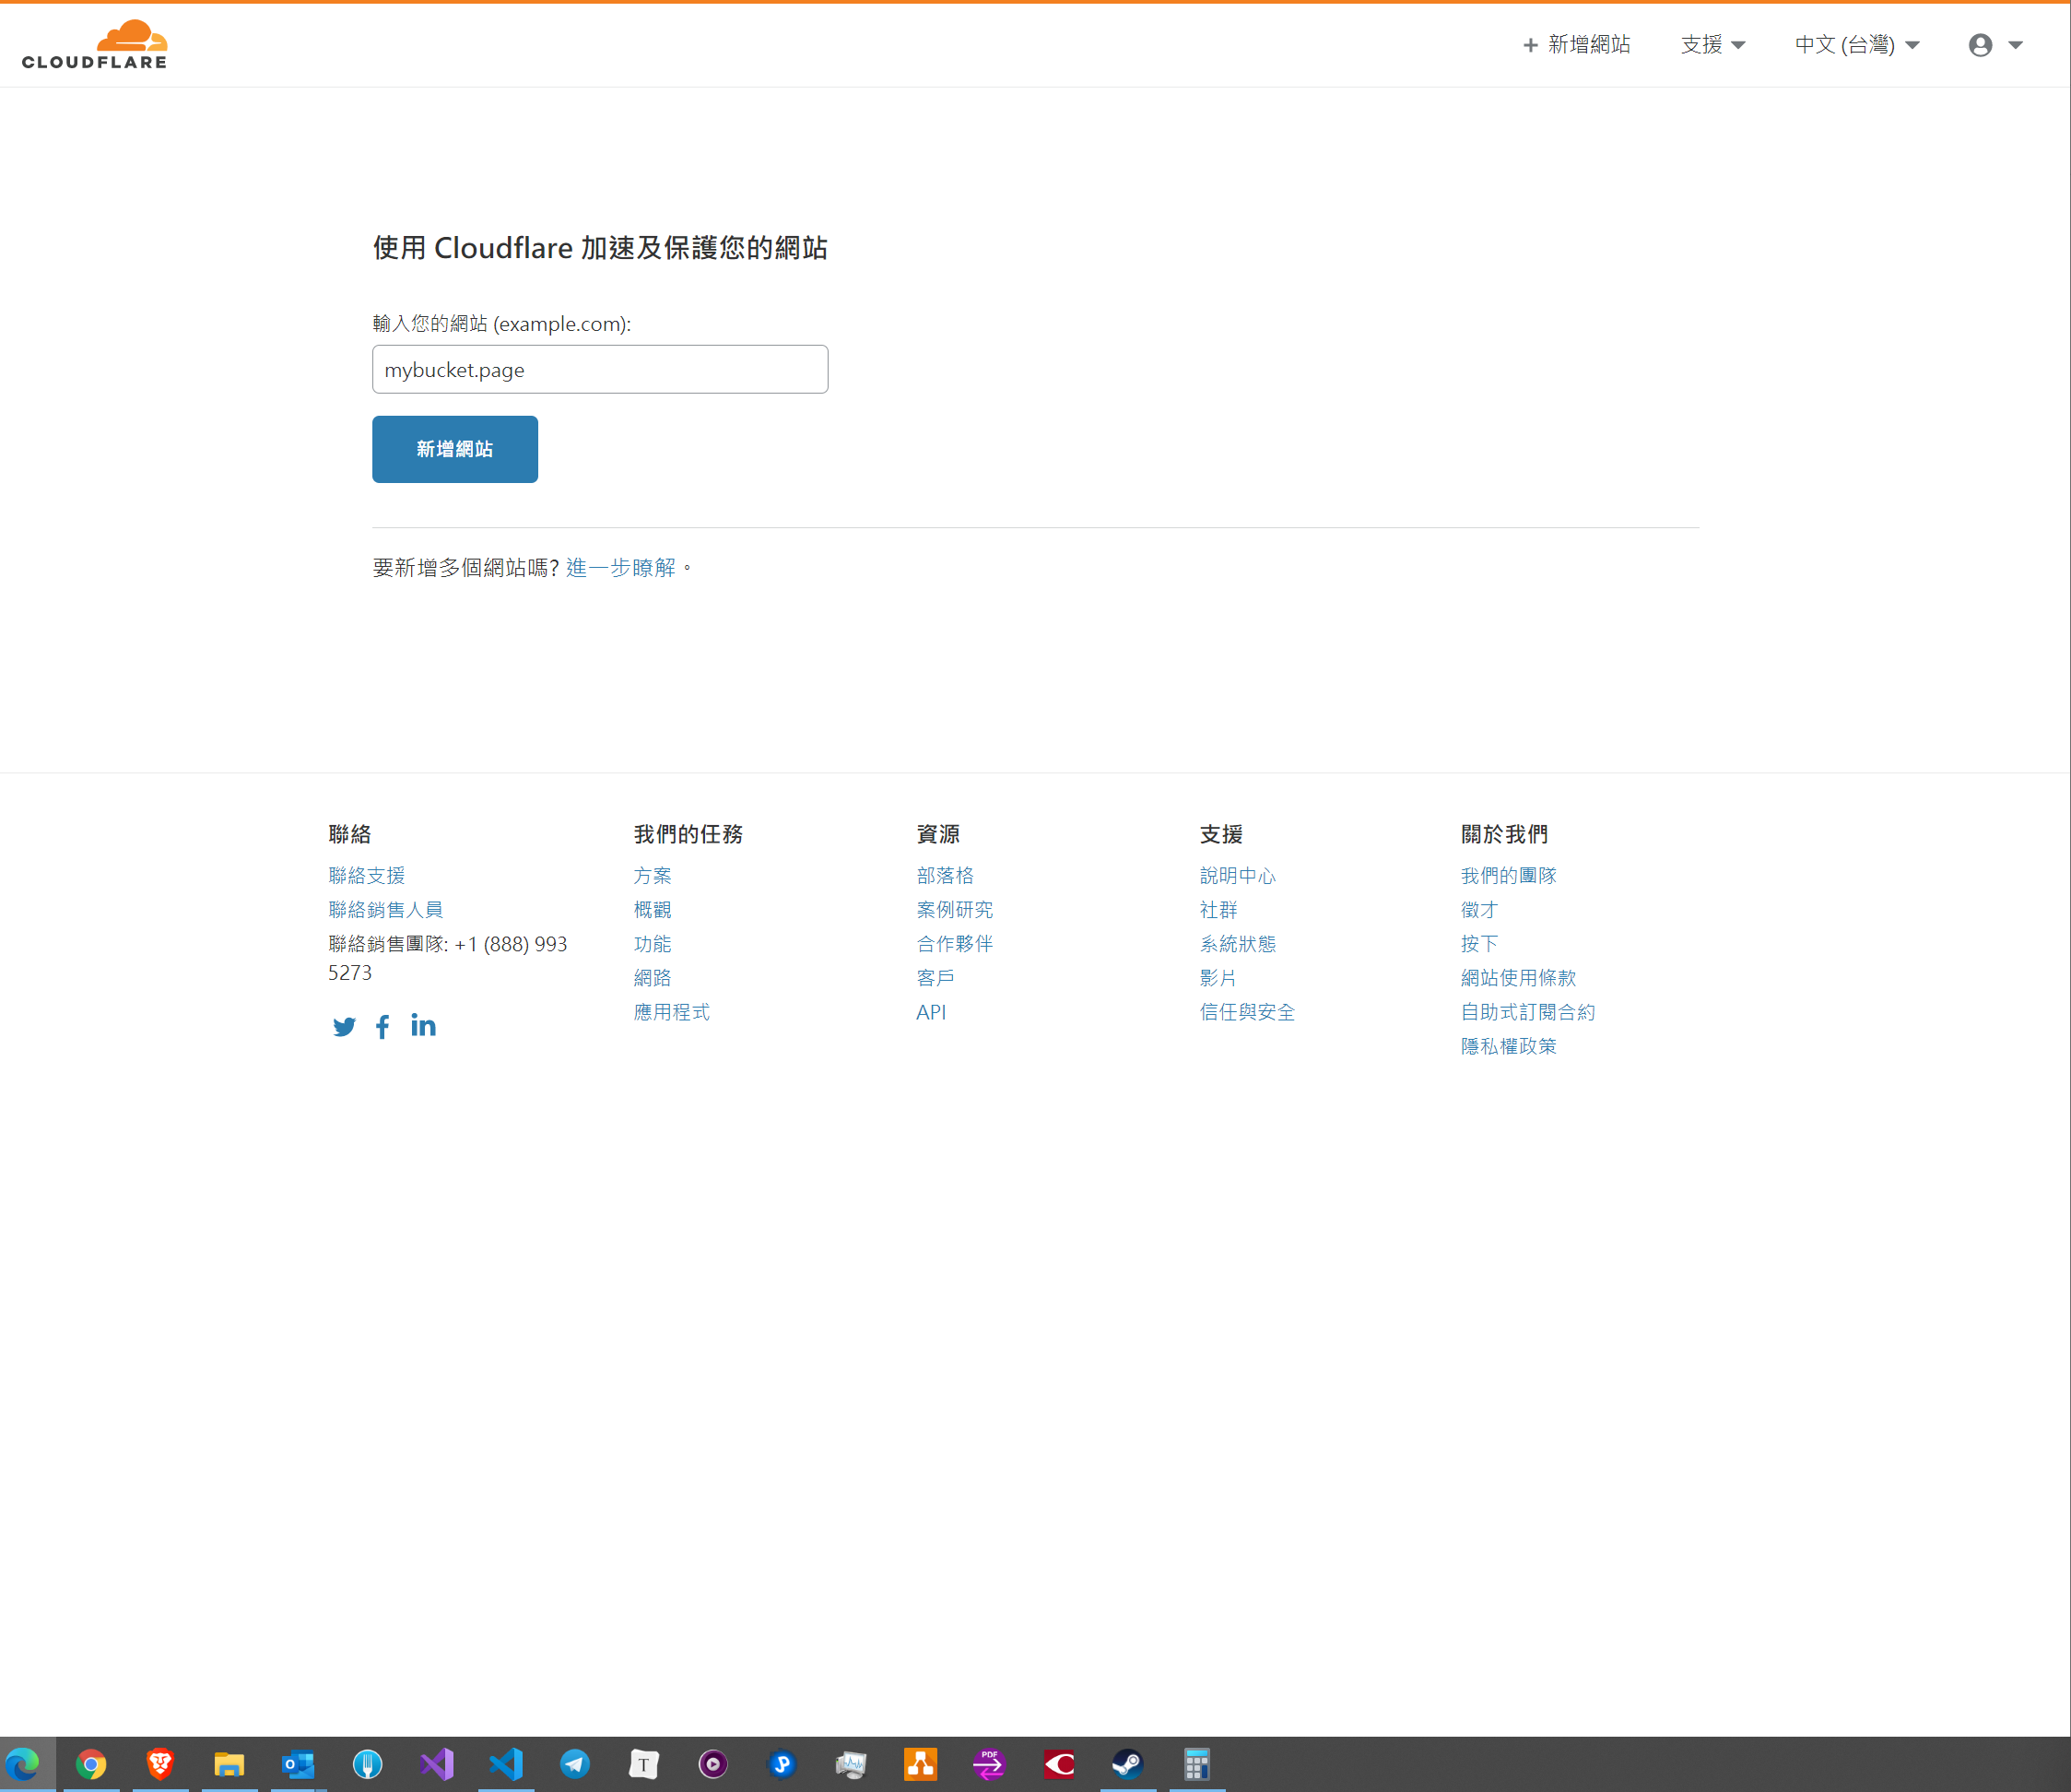 CLOUDFLARE
+ 新增網站
支援
中文 (台灣)
使用 Cloudflare 加速及保護您的網站
輸入您的網站 (example.com):
mybucket.page
新增網站
要新增多個網站嗎? 進一步瞭解。
聯絡
聯絡支援
聯絡銷售人員
聯絡銷售團隊: +1 (888) 993
5273
我們的任務
方案
概觀
功能
網路
應用程式
資源
部落格
案例研究
合作夥伴
客戶
API
支援
說明中心
社群
系統狀態
影片
信任與安全
關於我們
我們的團隊
徵才
按下
網站使用條款
自助式訂閱合約
隱私權政策
T
PDF